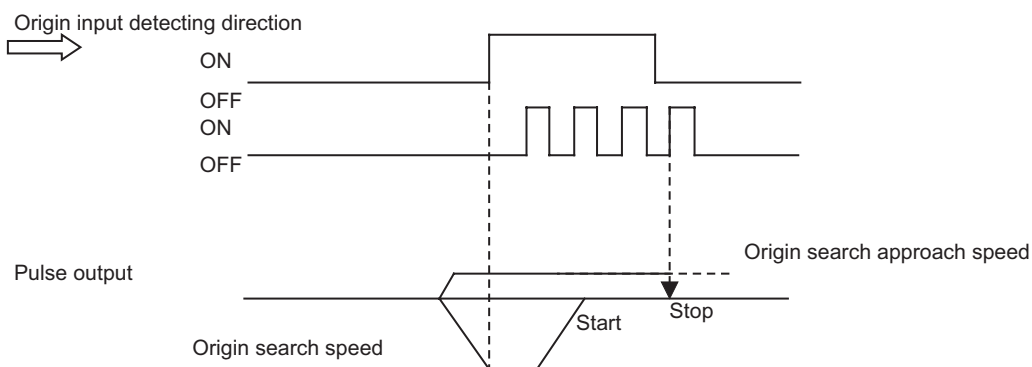 Origin input detecting direction
ON
OFF
ON
OFF
Origin search approach speed
Pulse output
Stop
Start
Origin search speed